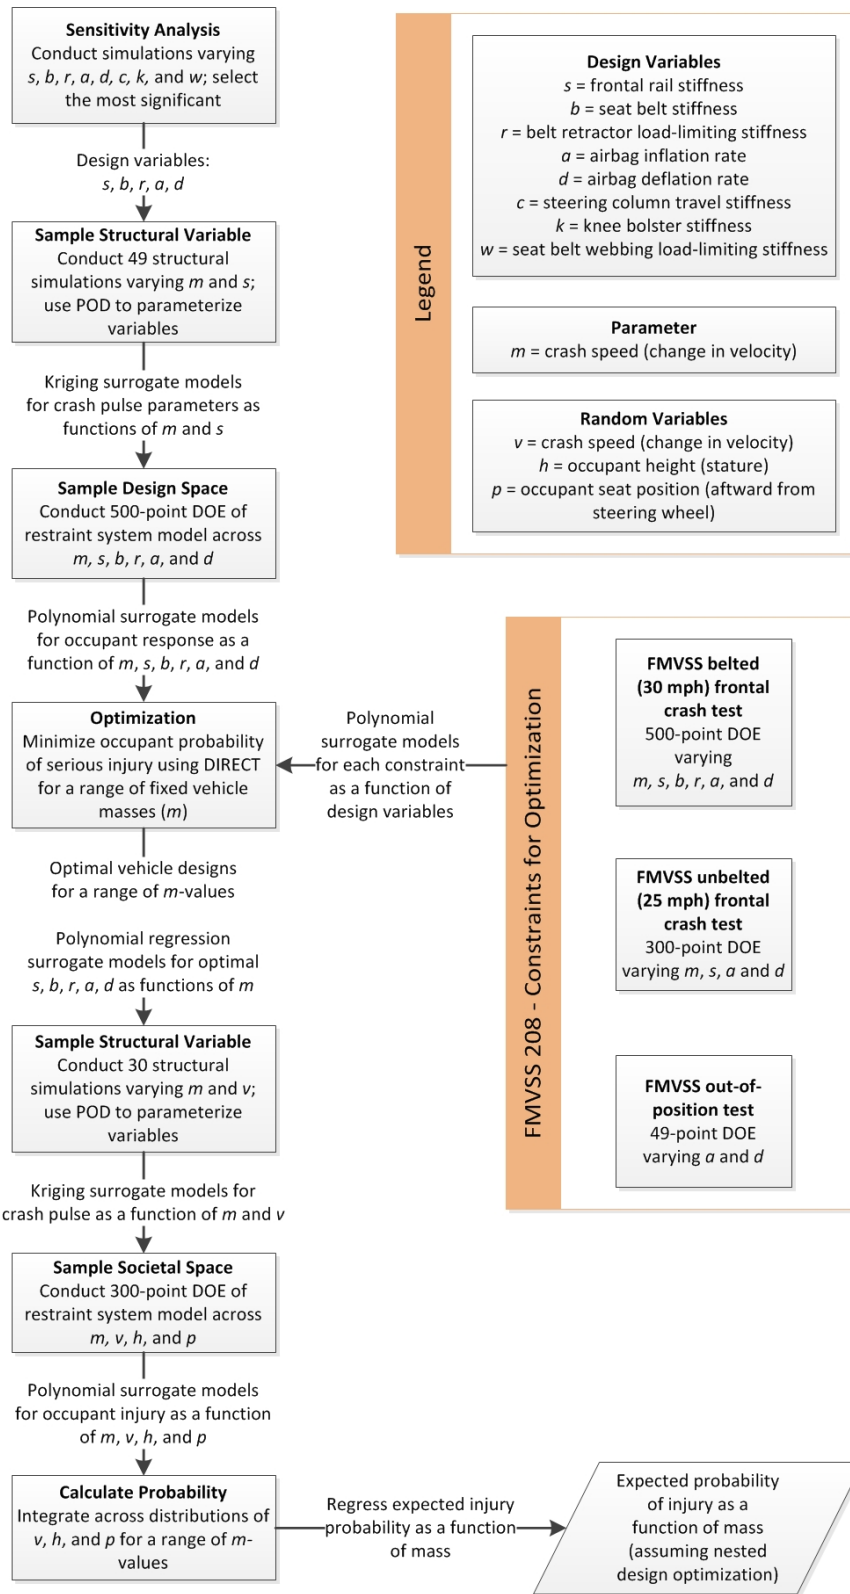 Sensitivity Analysis
Conduct simulations varying
s, b, r, a, d, c, k, and w; select
the most significant
Design variables:
s, b, r, a, d
Sample Structural Variable
Conduct 49 structural
simulations varying m and s;
use POD to parameterize
variables
Kriging surrogate models
for crash pulse parameters as
functions of m and s
Sample Design Space
Conduct 500-point DOE of
restraint system model across
m, s, b, r, a, and d
Polynomial surrogate models
for occupant response as a
function of m, s, b, r, a, and d
Optimization
Minimize occupant probability
of serious injury using DIRECT
for a range of fixed vehicle
masses (m)
Optimal vehicle designs
for a range of m-values
Polynomial regression
surrogate models for optimal
s, b, r, a, d as functions of m
Sample Structural Variable
Conduct 30 structural
simulations varying m and v;
use POD to parameterize
variables
Kriging surrogate models for
crash pulse as a function of m and v
Sample Societal Space
Conduct 300-point DOE of
restraint system model across
m, v, h, and p
Polynomial surrogate models
for occupant injury as a function
of m, v, h, and p
Calculate Probability
Integrate across distributions of
v, h, and p for a range of m-
values
Regress expected injury
probability as a function
of mass
Expected probability
of injury as a
function of mass
(assuming nested
design optimization)
Legend
Design Variables
s = frontal rail stiffness
b = seat belt stiffness
r = belt retractor load-limiting stiffness
a = airbag inflation rate
d = airbag deflation rate
c = steering column travel stiffness
k = knee bolster stiffness
w = seat belt webbing load-limiting stiffness
Parameter
m = crash speed (change in velocity)
Random Variables
v = crash speed (change in velocity)
h = occupant height (stature)
p = occupant seat position (aftward from
steering wheel)
Polynomial
surrogate models
for each constraint
as a function of
design variables
FMVSS 208 - Constraints for Optimization
FMVSS belted
(30 mph) frontal
crash test
500-point DOE
varying
m, s, b, r, a, and d
FMVSS unbelted
(25 mph) frontal
crash test
300-point DOE
varying m, s, a and d
FMVSS out-of-
position test
49-point DOE
varying a and d